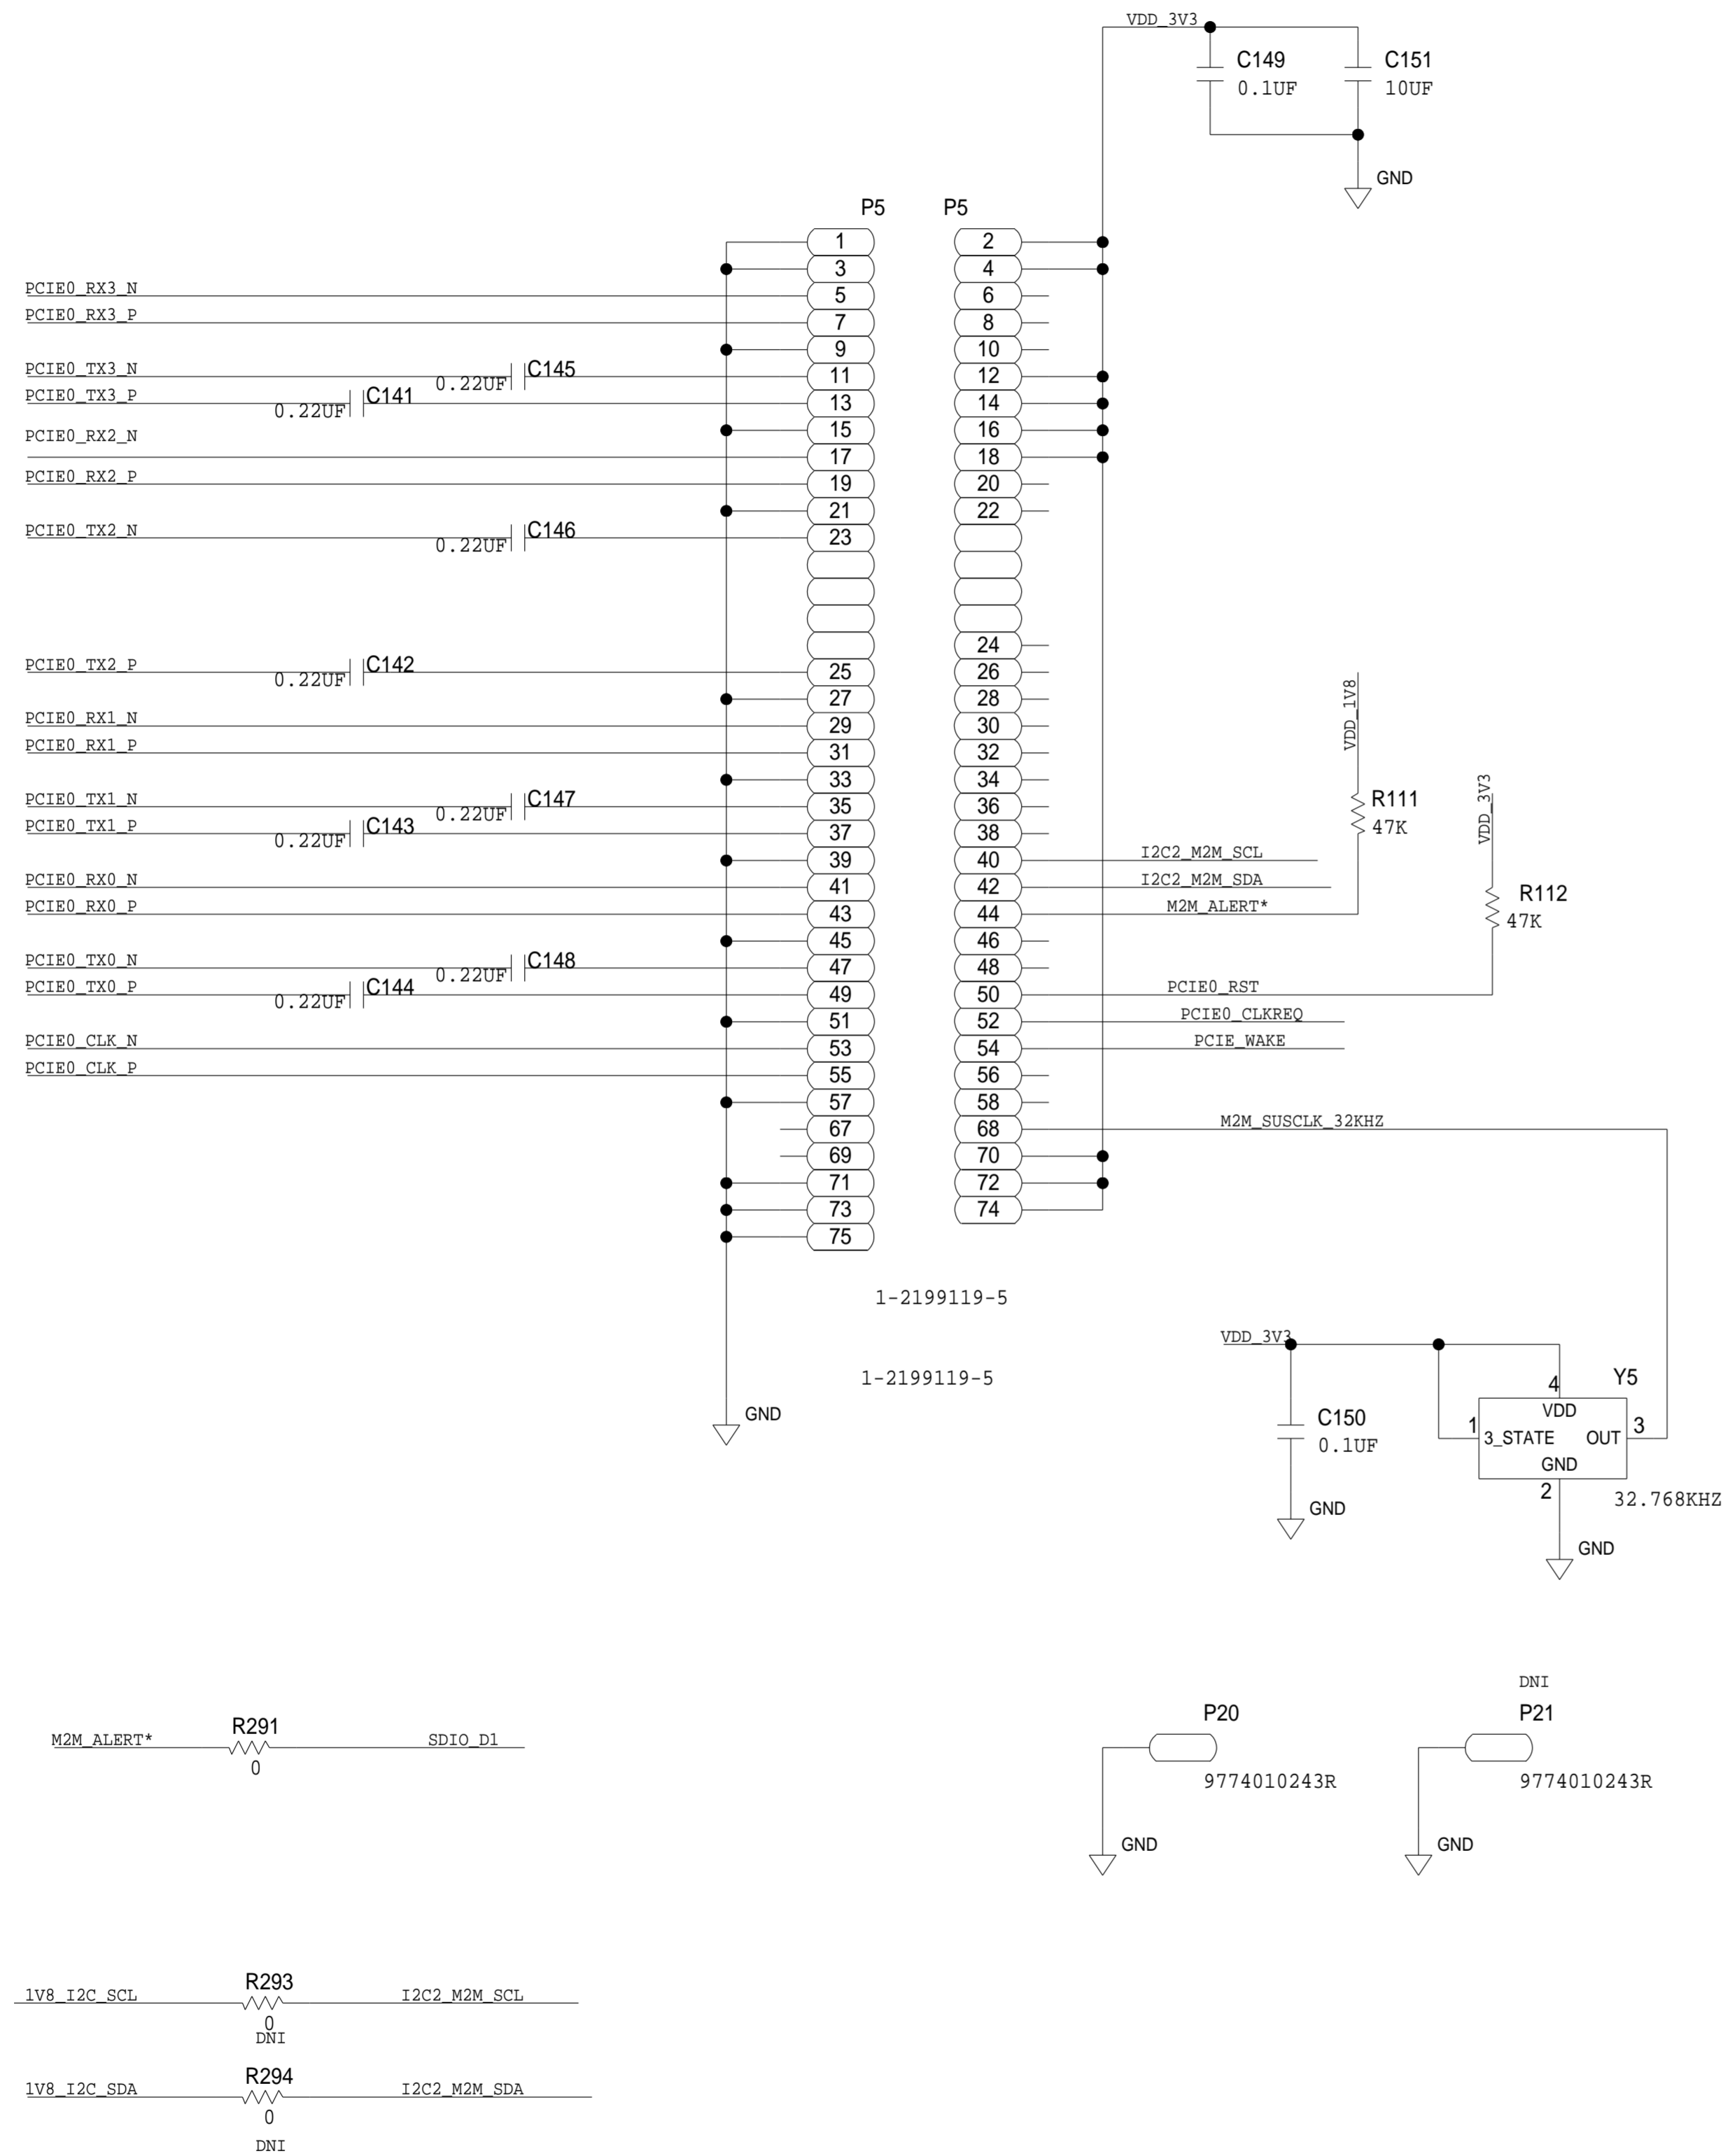 VDD_3V3
C149
0.1UF
C151
10UF
GND
P5
P5
1
2
3
4
PCIE0_RX3_N
5
6
PCIE0_RX3_P
7
8
9
10
PCIE0_TX3_N
0.22UF
C145
11
12
PCIE0_TX3_P
0.22UF
C141
13
14
PCIE0_RX2_N
15
16
17
18
PCIE0_RX2_P
19
20
21
22
PCIE0_TX2_N
0.22UF
C146
23
24
PCIE0_TX2_P
0.22UF
C142
25
26
27
28
PCIE0_RX1_N
29
30
PCIE0_RX1_P
31
32
33
34
PCIE0_TX1_N
0.22UF
C147
35
36
PCIE0_TX1_P
0.22UF
C143
37
38
VDD_1V8
R111
47K
VDD_3V3
R112
47K
39
40
I2C2_M2M_SCL
PCIE0_RX0_N
41
42
I2C2_M2M_SDA
PCIE0_RX0_P
43
44
M2M_ALERT*
45
46
PCIE0_TX0_N
0.22UF
C148
47
48
PCIE0_TX0_P
0.22UF
C144
49
50
PCIE0_RST
51
52
PCIE0_CLKREQ
PCIE0_CLK_N
53
54
PCIE_WAKE
PCIE0_CLK_P
55
56
57
58
67
68
M2M_SUSCLK_32KHZ
69
70
71
72
73
74
75
1-2199119-5
1-2199119-5
GND
VDD_3V3
C150
0.1UF
GND
Y5
4
VDD
1
3_STATE
OUT
3
GND
2
32.768KHZ
GND
M2M_ALERT*
R291
0
SDIO_D1
P20
9774010243R
GND
DNI
P21
9774010243R
GND
1V8_I2C_SCL
R293
0
DNI
I2C2_M2M_SCL
1V8_I2C_SDA
R294
0
DNI
I2C2_M2M_SDA